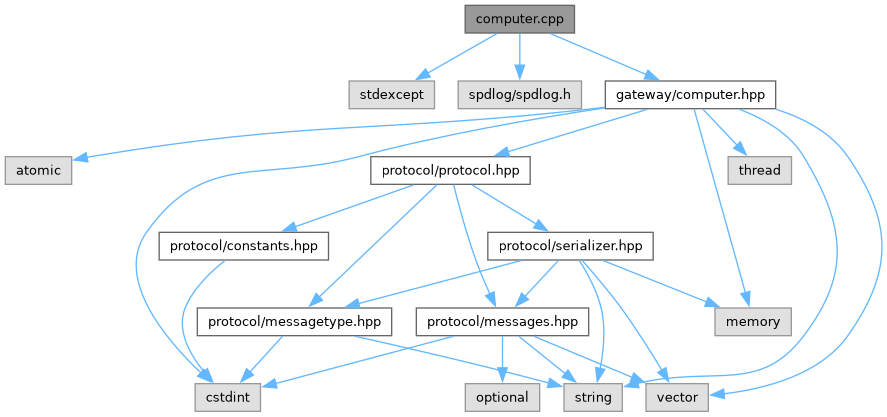 computer.cpp
stdexcept
spdlog/spdlog.h
gateway/computer.hpp
atomic
protocol/protocol.hpp
thread
protocol/constants.hpp
protocol/serializer.hpp
protocol/messagetype.hpp
protocol/messages.hpp
memory
cstdint
optional
string
vector